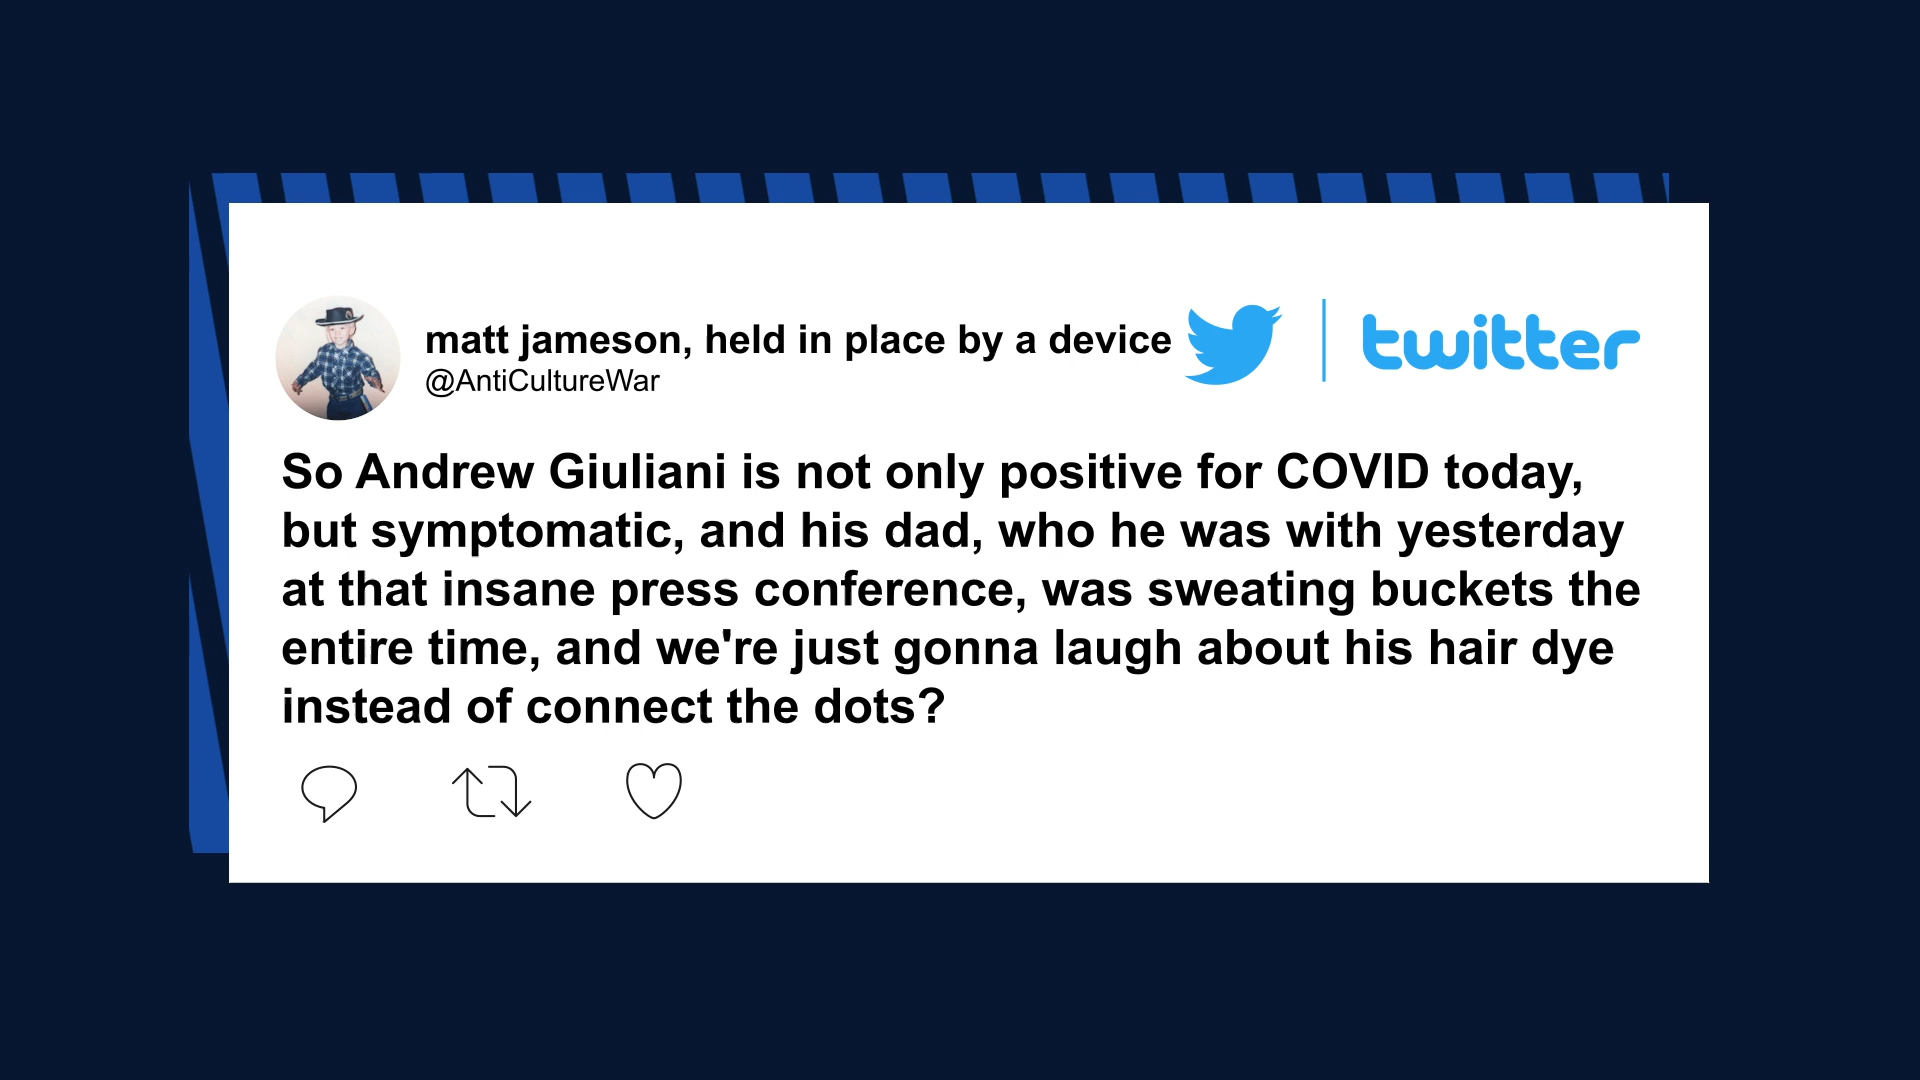 matt jameson, held in place by a device
twitter
@AntiCultureWar
So Andrew Giuliani is not only positive for COVID today,
but symptomatic, and his dad, who he was with yesterday
at that insane press conference, was sweating buckets the
entire time, and we're just gonna laugh about his hair dye
instead of connect the dots?